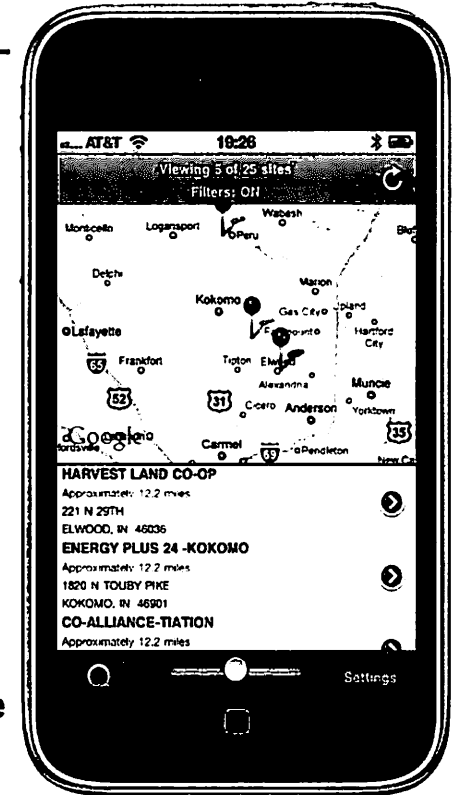 AT&T 19:26
Viewing 5 of 25 sites
Filters: ON
Wabash
Monticello Logansport Peru
Delphi Marion
Kokomo Gas City Upland
Lafayette Hartford
City
65 Frankfort Tipton Elwood
Alexandria Muncie
52 31 Cicero Anderson Yorktown
Google 35
Carmel 69 Pendleton
HARVEST LAND CO-OP
Approximately 12.2 miles
221 N 29TH
ELWOOD, IN 46036
ENERGY PLUS 24 -KOKOMO
Approximately 12.2 miles
1820 N TOUBY PIKE
KOKOMO, IN 46901
CO-ALLIANCE-TIATION
Approximately 12.2 miles
Settings